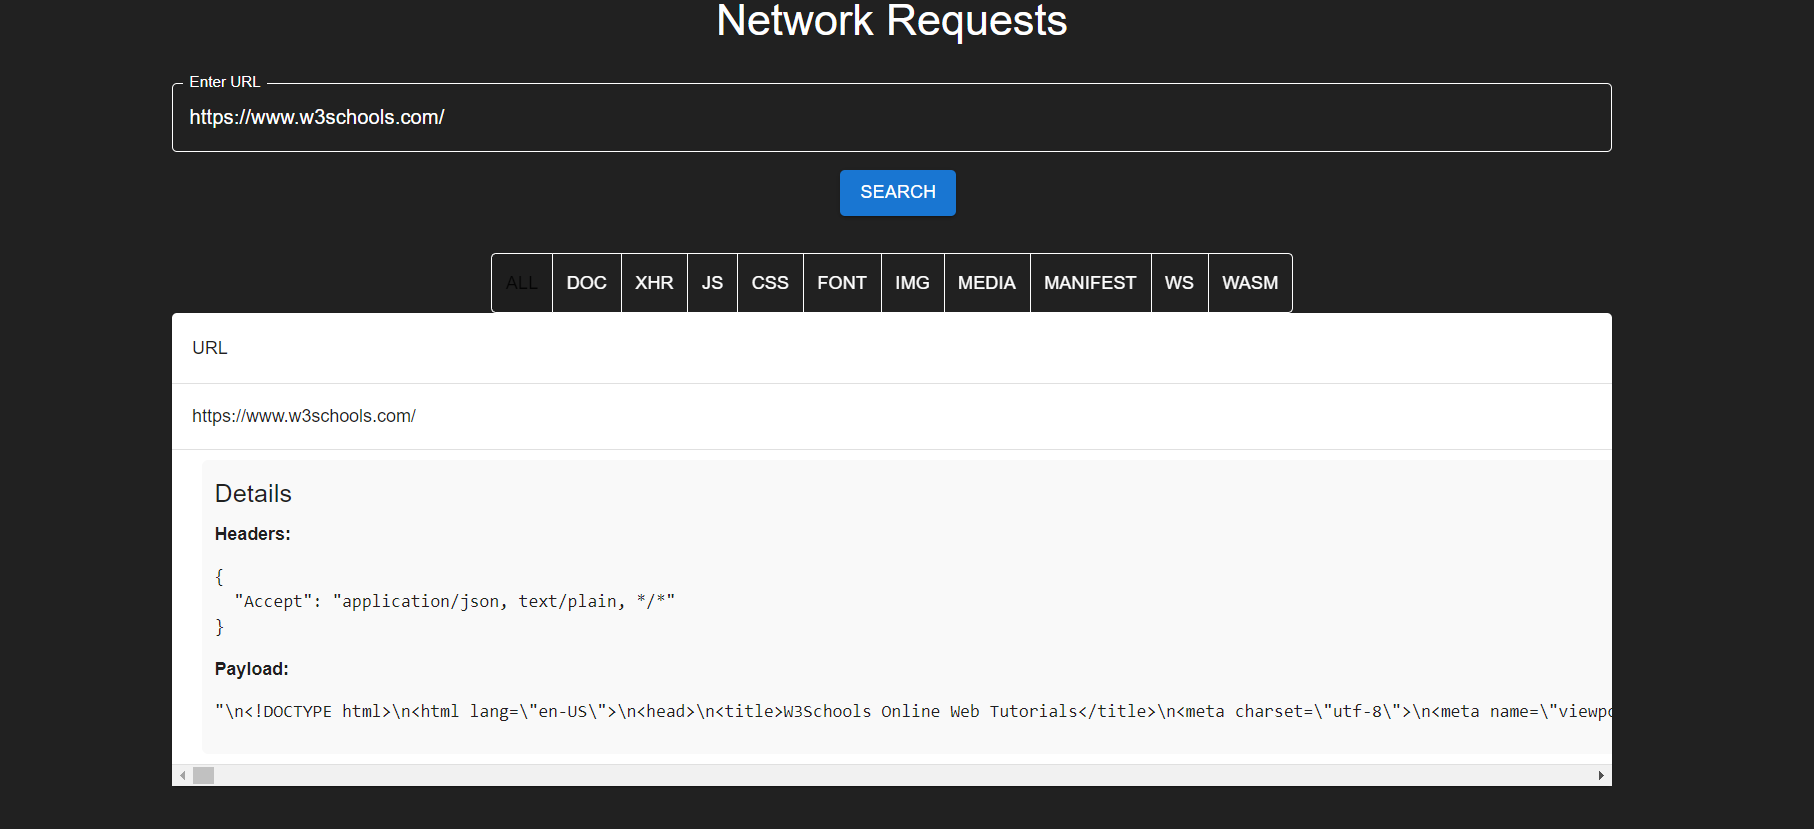 Network Requests
Enter URL
https://www.w3schools.com/
SEARCH
ALL DOC XHR JS CSS FONT IMG MEDIA MANIFEST WS WASM
URL
https://www.w3schools.com/
Details
Headers:
{
"Accept": "application/json, text/plain, */*"
}
Payload:
"\n<!DOCTYPE html>\n<html lang=\"en-US\">\n<head>\n<title>W3Schools Online Web Tutorials</title>\n<meta charset=\"utf-8\">\n<meta name=\"viewpo